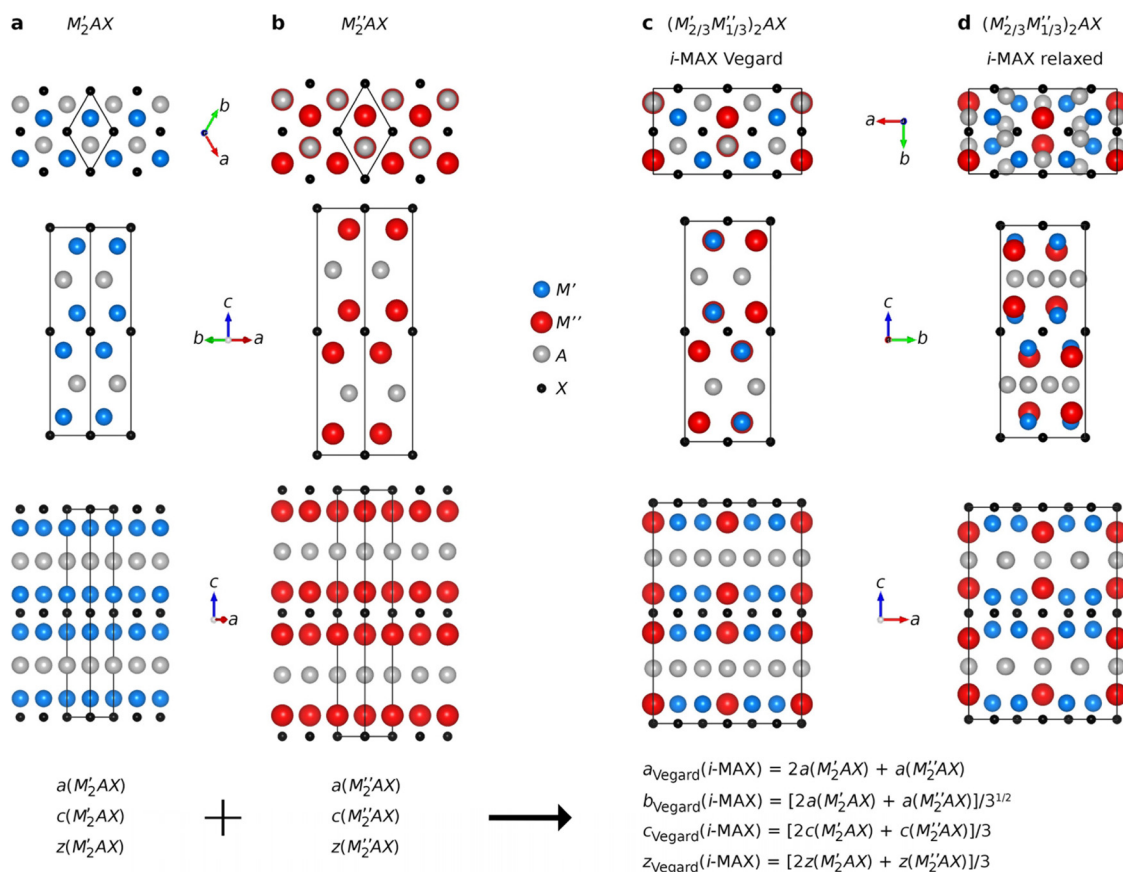 a M′₂AX
b M″₂AX
c (M′₂/₃M″₁/₃)₂AX
i-MAX Vegard
d (M′₂/₃M″₁/₃)₂AX
i-MAX relaxed
b
a
a
b
c
b a
M′
M″
A
X
c
b
c
a
c
a
a(M′₂AX)
c(M′₂AX)
z(M′₂AX)
+
a(M″₂AX)
c(M″₂AX)
z(M″₂AX)
aVegard(i-MAX) = 2a(M′₂AX) + a(M″₂AX)
bVegard(i-MAX) = [2a(M′₂AX) + a(M″₂AX)]/3¹ᐟ²
cVegard(i-MAX) = [2c(M′₂AX) + c(M″₂AX)]/3
zVegard(i-MAX) = [2z(M′₂AX) + z(M″₂AX)]/3